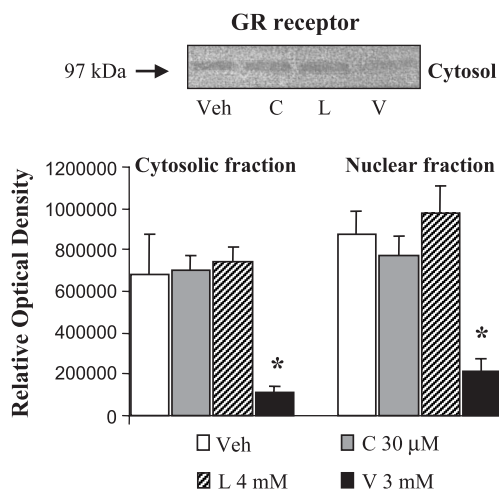 GR receptor
97 kDa
Cytosol
Veh C L V
Cytosolic fraction Nuclear fraction
Relative Optical Density
1200000
1000000
800000
600000
400000
200000
0
* *
Veh C 30 μM
L 4 mM V 3 mM